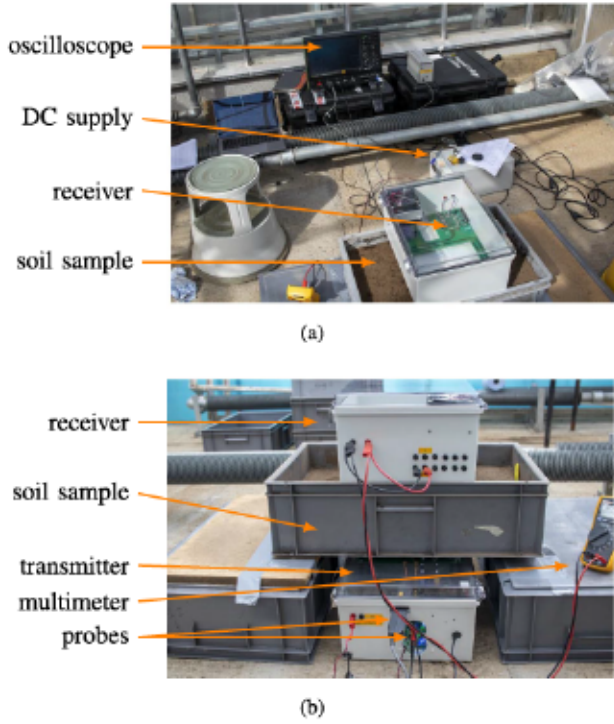 oscilloscope
DC supply
receiver
soil sample
(a)
receiver
soil sample
transmitter
multimeter
probes
(b)